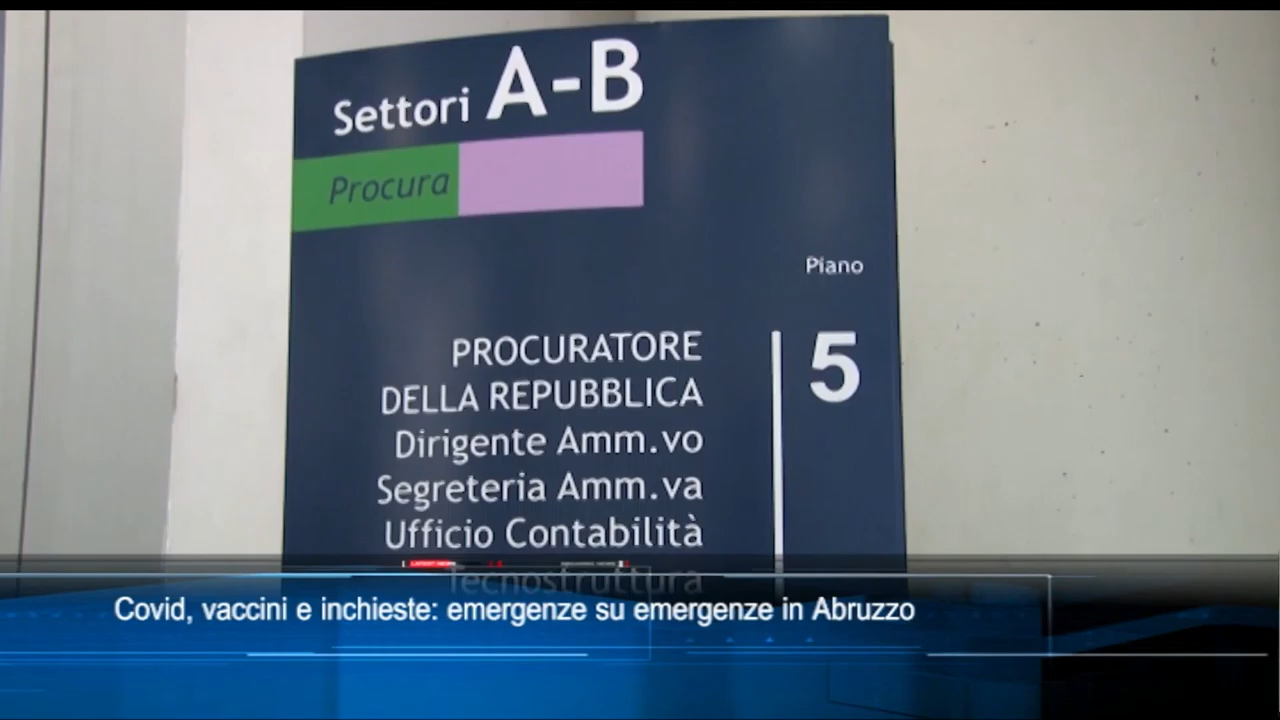 Settori A-B
Procura
Piano
PROCURATORE
DELLA REPUBBLICA
5
Dirigente Amm.vo
Segreteria Amm.va
Ufficio Contabilità
Tecnostruttura
Covid, vaccini e inchieste: emergenze su emergenze in Abruzzo